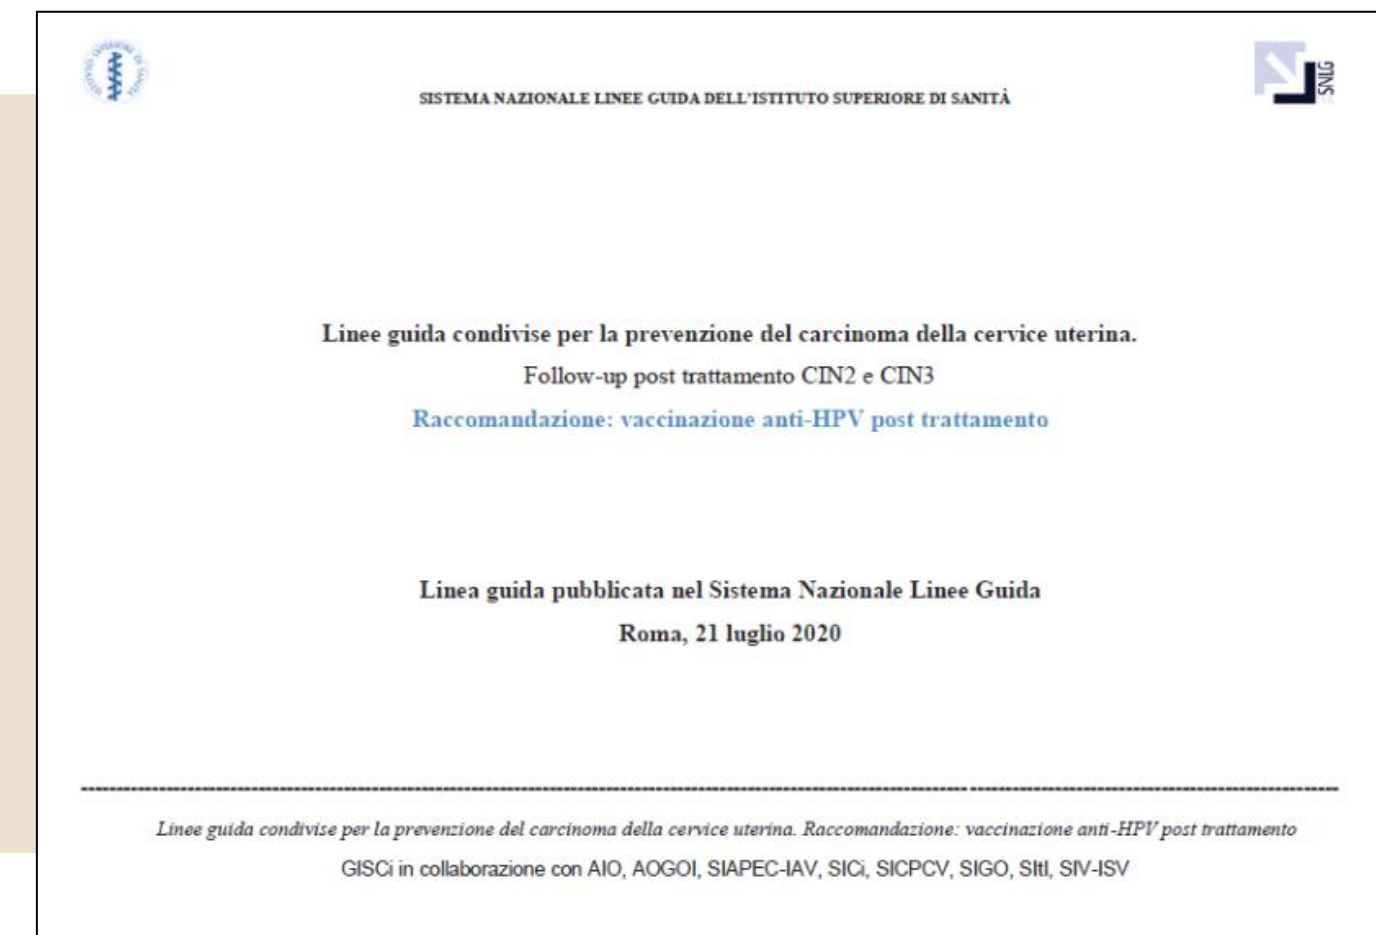 SISTEMA NAZIONALE LINEE GUIDA DELL'ISTITUTO SUPERIORE DI SANITÀ
SNLG
Linee guida condivise per la prevenzione del carcinoma della cervice uterina.
Follow-up post trattamento CIN2 e CIN3
Raccomandazione: vaccinazione anti-HPV post trattamento
Linea guida pubblicata nel Sistema Nazionale Linee Guida
Roma, 21 luglio 2020
Linee guida condivise per la prevenzione del carcinoma della cervice uterina. Raccomandazione: vaccinazione anti-HPV post trattamento
GISCi in collaborazione con AIO, AOGOI, SIAPEC-IAV, SICi, SICPCV, SIGO, SItI, SIV-ISV